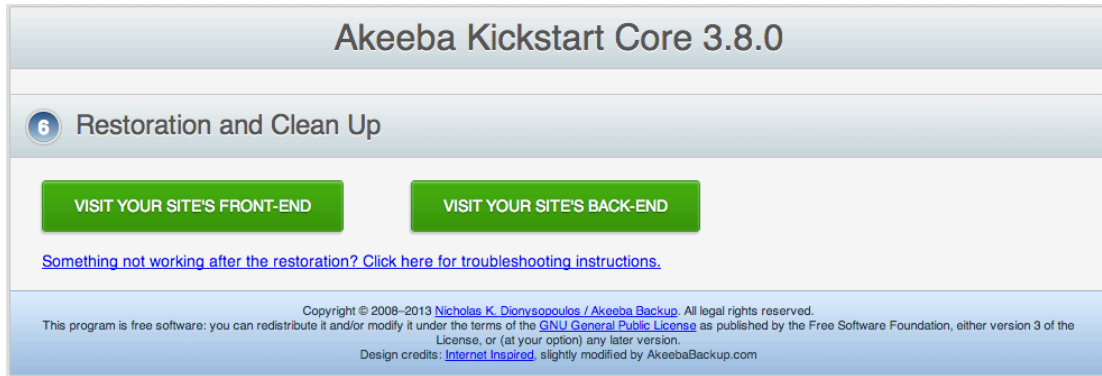 Akeeba Kickstart Core 3.8.0
6 Restoration and Clean Up
VISIT YOUR SITE'S FRONT-END VISIT YOUR SITE'S BACK-END
Something not working after the restoration? Click here for troubleshooting instructions.
Copyright © 2008–2013 Nicholas K. Dionysopoulos / Akeeba Backup. All legal rights reserved.
This program is free software: you can redistribute it and/or modify it under the terms of the GNU General Public License as published by the Free Software Foundation, either version 3 of the
License, or (at your option) any later version.
Design credits: Internet Inspired, slightly modified by AkeebaBackup.com